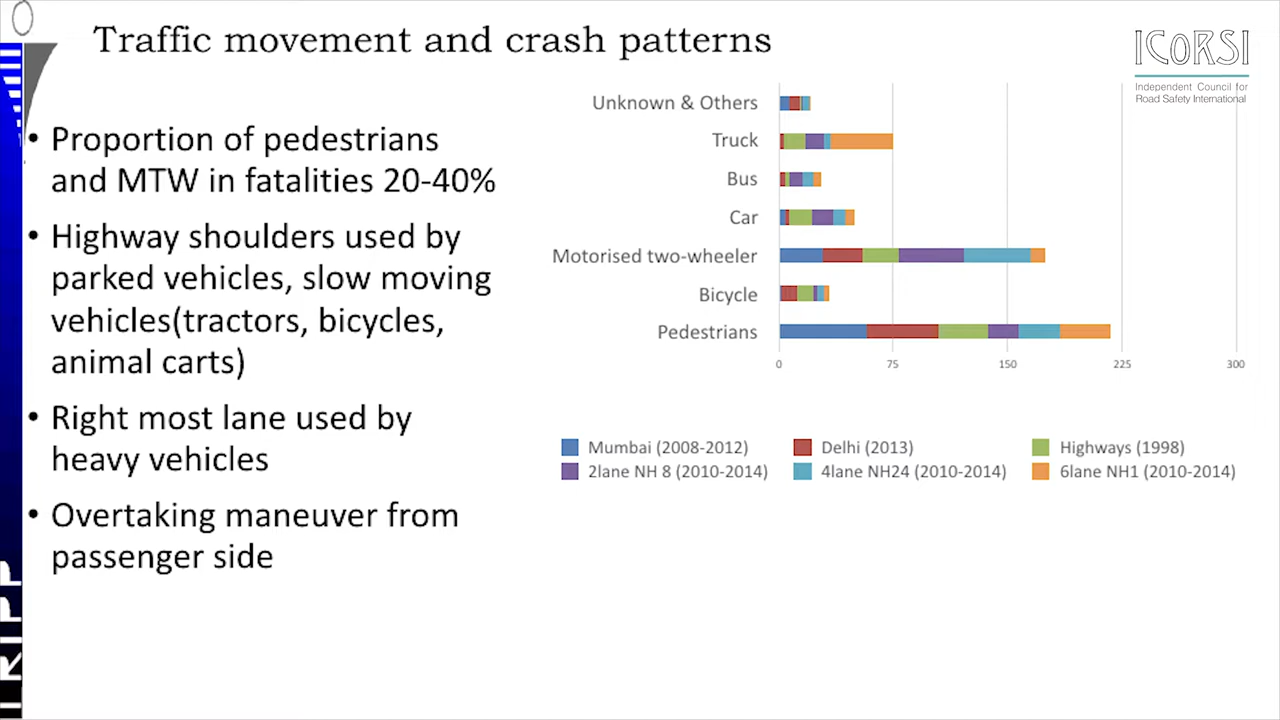 Traffic movement and crash patterns
ICoRSI
Independent Council for
Road Safety International
• Proportion of pedestrians
and MTW in fatalities 20-40%
• Highway shoulders used by
parked vehicles, slow moving
vehicles(tractors, bicycles,
animal carts)
• Right most lane used by
heavy vehicles
• Overtaking maneuver from
passenger side
Unknown & Others
Truck
Bus
Car
Motorised two-wheeler
Bicycle
Pedestrians
0 75 150 225 300
Mumbai (2008-2012) Delhi (2013) Highways (1998)
2lane NH 8 (2010-2014) 4lane NH24 (2010-2014) 6lane NH1 (2010-2014)
TRIPP